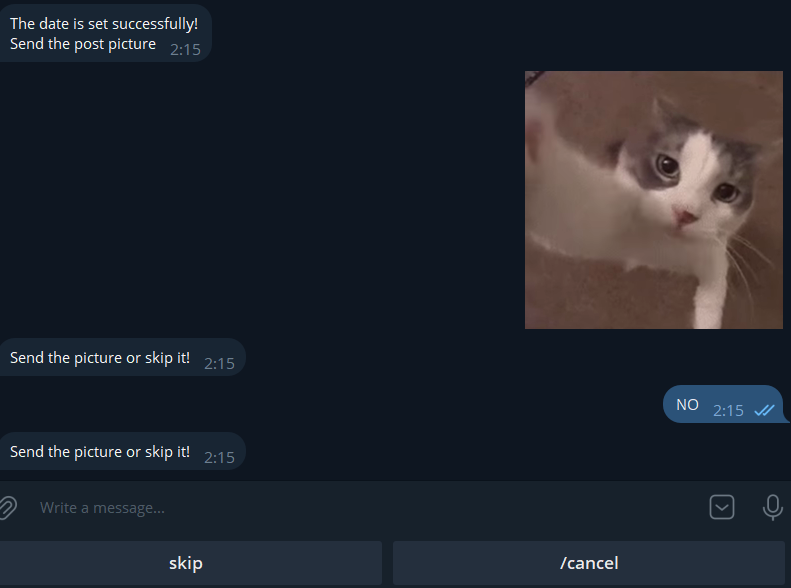 The date is set successfully!
Send the post picture 2:15
Send the picture or skip it! 2:15
NO 2:15
Send the picture or skip it! 2:15
Write a message...
skip
/cancel